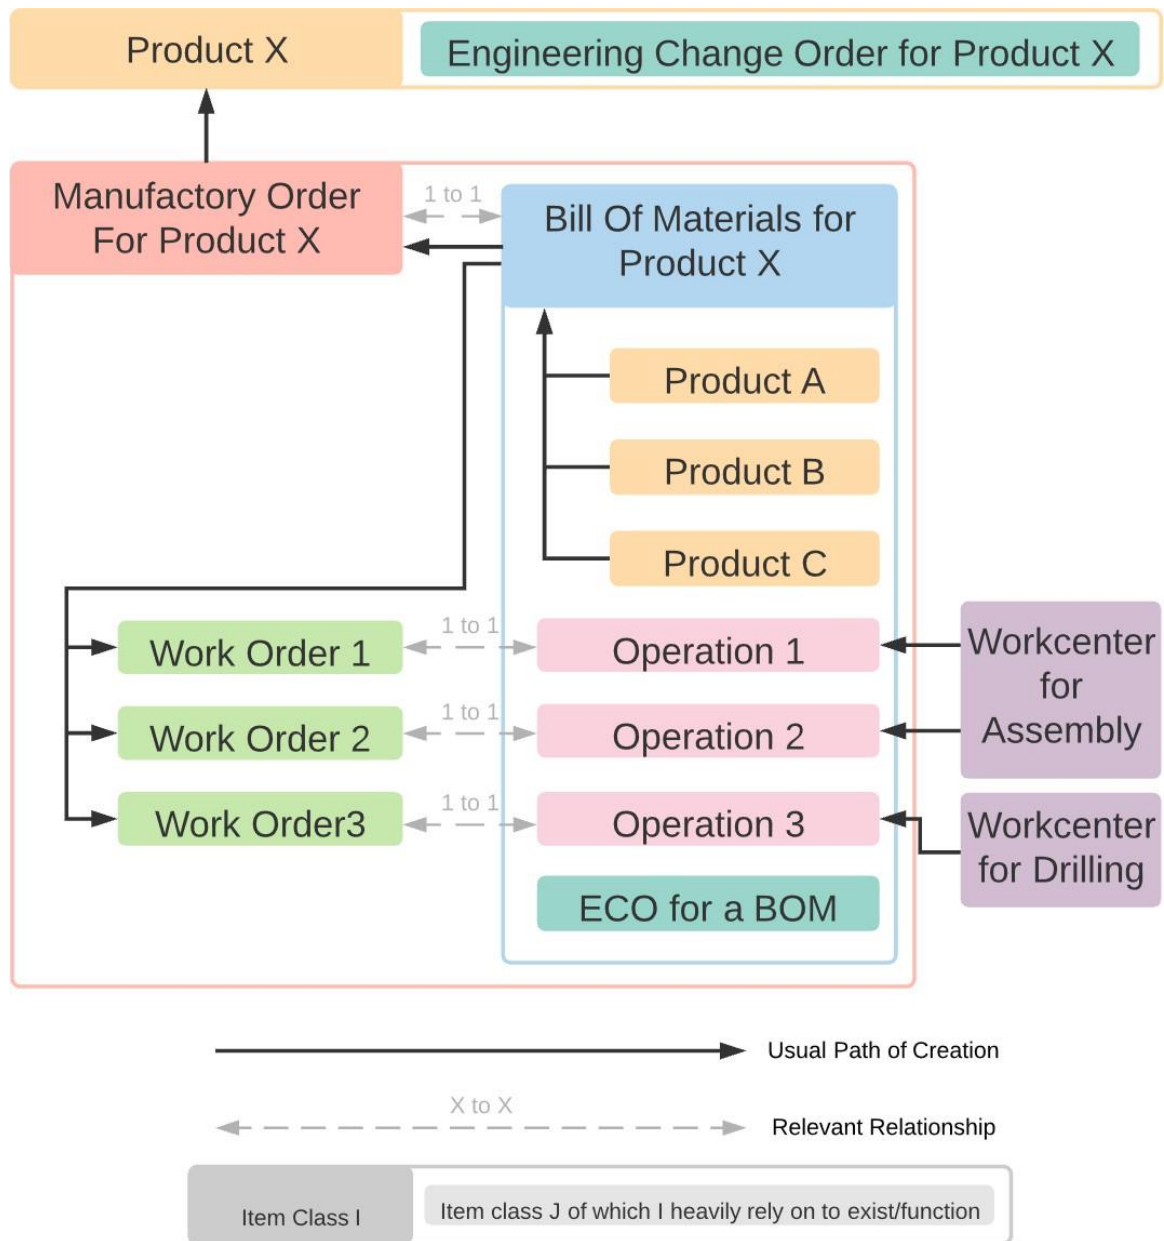 Product X
Engineering Change Order for Product X
Manufactory Order
For Product X
1 to 1
Bill Of Materials for
Product X
Product A
Product B
Product C
Work Order 1
1 to 1
Operation 1
Workcenter
for
Assembly
Work Order 2
1 to 1
Operation 2
Work Order3
1 to 1
Operation 3
Workcenter
for Drilling
ECO for a BOM
Usual Path of Creation
X to X
Relevant Relationship
Item Class I
Item class J of which I heavily rely on to exist/function